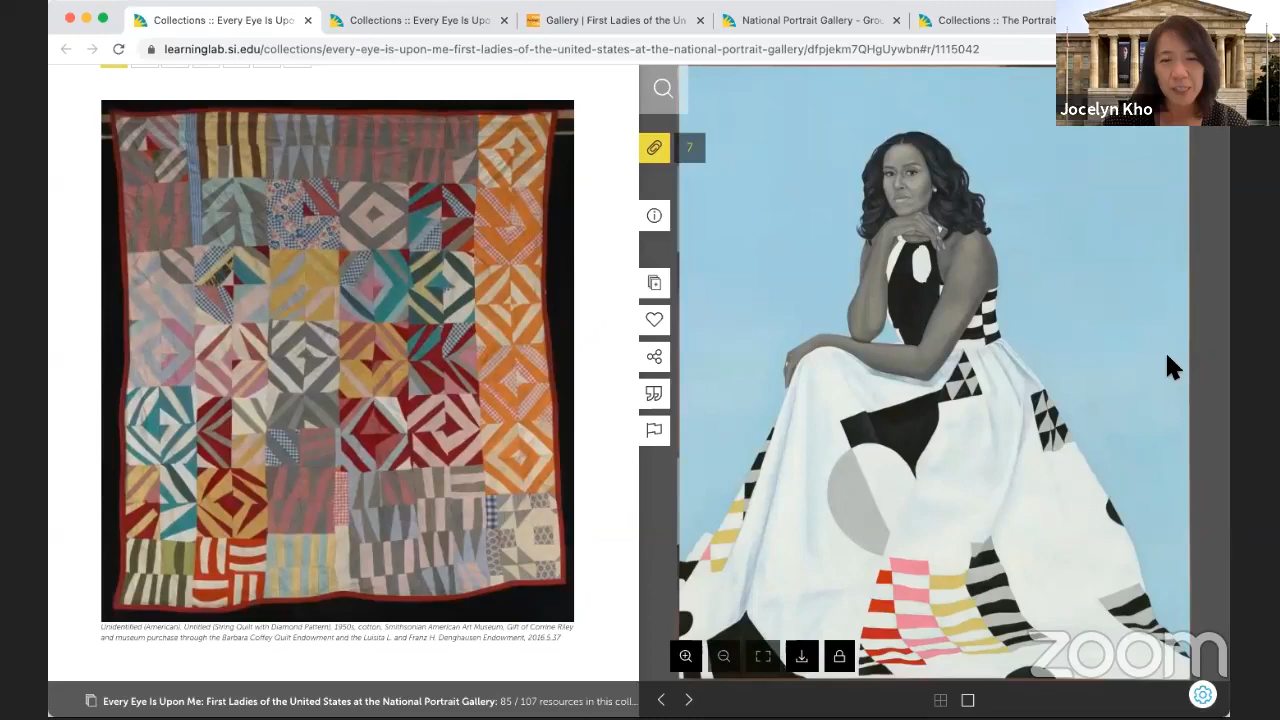 Collections :: Every Eye Is Upo
Collections :: Every Eye Is Upo
Gallery | First Ladies of the Un
National Portrait Gallery - Grou
Collections :: The Portrait
learninglab.si.edu/collections/every-eye-is-upon-me-first-ladies-of-the-united-states-at-the-national-portrait-gallery/dfpjekm7QHgUywbn#r/1115042
Jocelyn Kho
7
Unidentified (American), Untitled (String Quilt with Diamond Pattern), 1950s, cotton, Smithsonian American Art Museum, Gift of Corrine Riley
and museum purchase through the Barbara Coffey Quilt Endowment and the Luisita L. and Franz H. Denghausen Endowment, 2016.5.37
zoom
Every Eye Is Upon Me: First Ladies of the United States at the National Portrait Gallery: 85 / 107 resources in this coll...